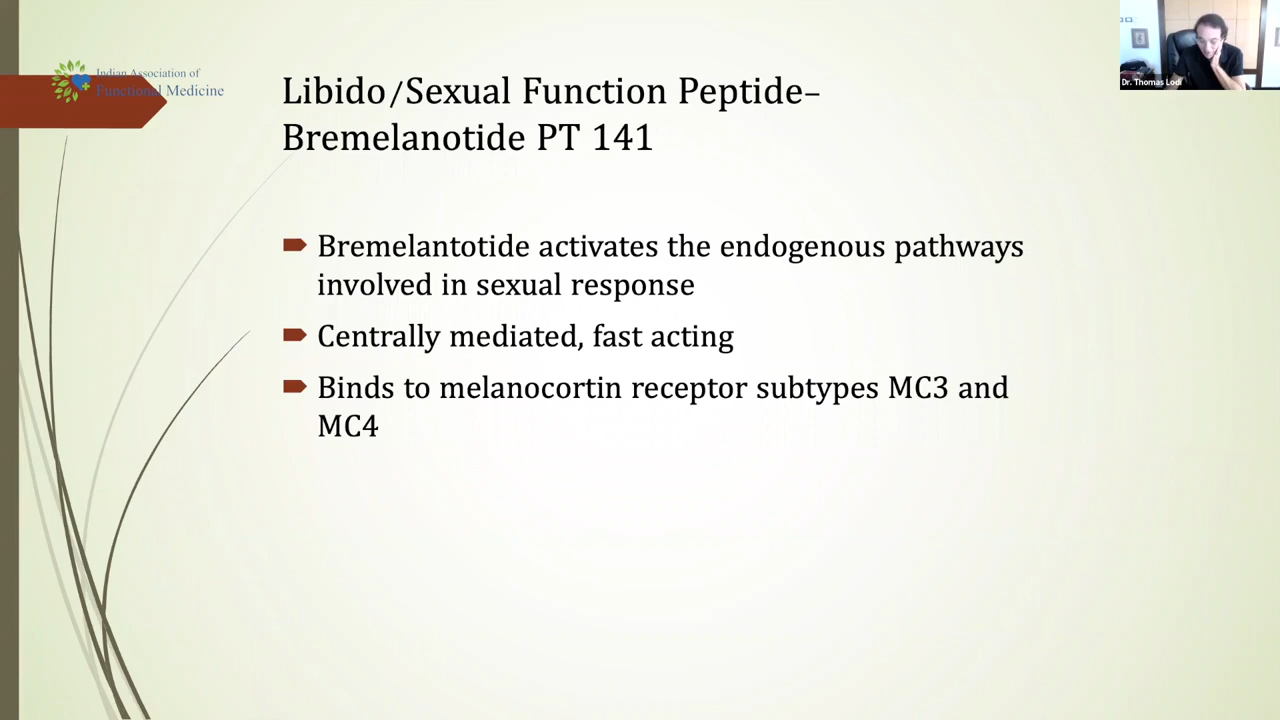 Indian Association of
Functional Medicine
Dr. Thomas Lodi
Libido/Sexual Function Peptide–
Bremelanotide PT 141
Bremelantotide activates the endogenous pathways
involved in sexual response
Centrally mediated, fast acting
Binds to melanocortin receptor subtypes MC3 and
MC4